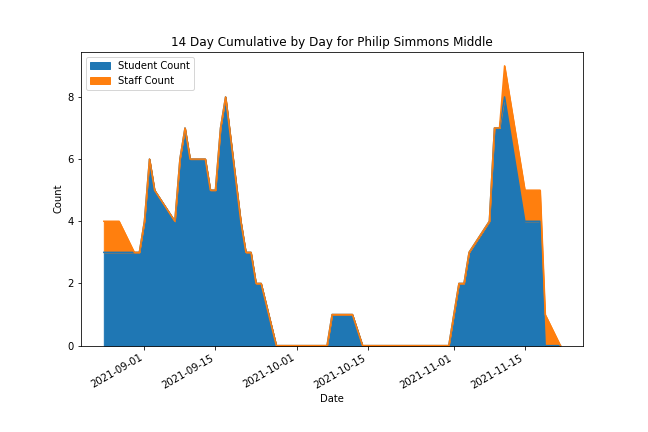 14 Day Cumulative by Day for Philip Simmons Middle
Student Count
Staff Count
8
6
4
2
0
Count
2021-09-01
2021-09-15
2021-10-01
2021-10-15
2021-11-01
2021-11-15
Date